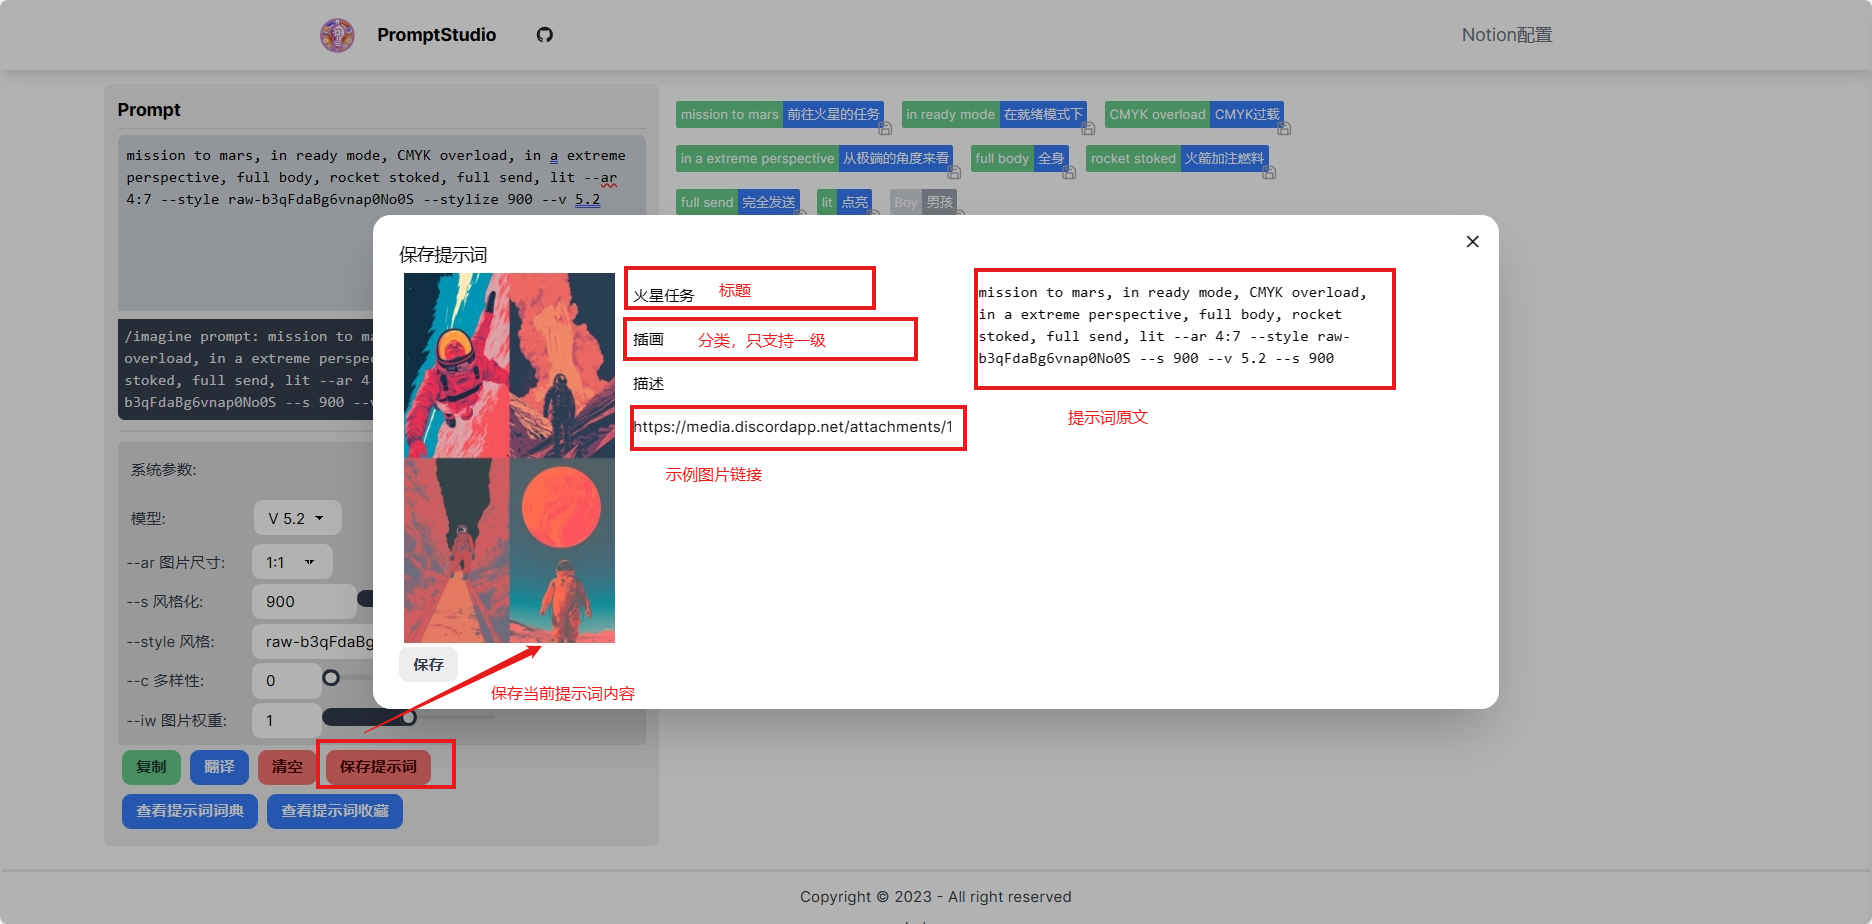 PromptStudio
Notion配置
Prompt
mission to mars, in ready mode, CMYK overload, in a extreme
perspective, full body, rocket stoked, full send, lit --ar
4:7 --style raw-b3qFdaBg6vnap0No0S --stylize 900 --v 5.2
/imagine prompt: mission to ma
overload, in a extreme perspec
stoked, full send, lit --ar 4
b3qFdaBg6vnap0No0S --s 900 --v
系统参数:
模型:
V 5.2
--ar 图片尺寸:
1:1
--s 风格化:
900
--style 风格:
raw-b3qFdaBg
--c 多样性:
0
--iw 图片权重:
1
复制
翻译
清空
保存提示词
查看提示词词典
查看提示词收藏
mission to mars 前往火星的任务
in ready mode 在就绪模式下
CMYK overload CMYK过载
in a extreme perspective 从极端的角度来看
full body 全身
rocket stoked 火箭加注燃料
full send 完全发送
lit 点亮
Boy 男孩
保存提示词
火星任务
标题
插画
分类，只支持一级
描述
https://media.discordapp.net/attachments/1
示例图片链接
mission to mars, in ready mode, CMYK overload,
in a extreme perspective, full body, rocket
stoked, full send, lit --ar 4:7 --style raw-
b3qFdaBg6vnap0No0S --s 900 --v 5.2 --s 900
提示词原文
保存
保存当前提示词内容
Copyright © 2023 - All right reserved